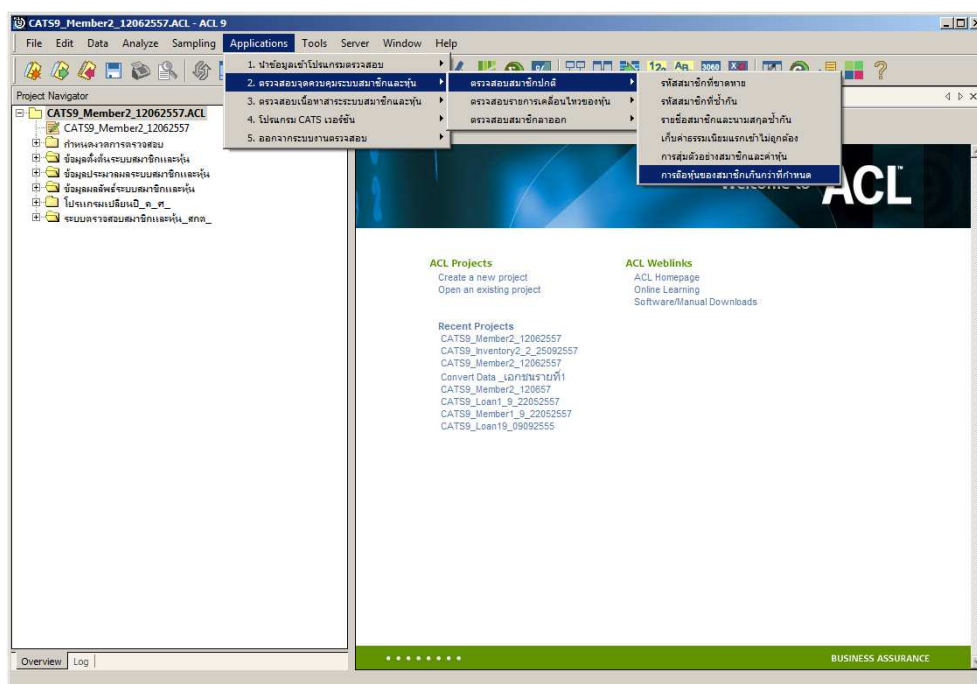 CATS9_Member2_12062557.ACL - ACL 9
File Edit Data Analyze Sampling Applications Tools Server Window Help
1. นำข้อมูลเข้าโปรแกรมตรวจสอบ
2. ตรวจสอบจุดควบคุมระบบสมาชิกและหุ้น
3. ตรวจสอบเนื้อหาสาระระบบสมาชิกและหุ้น
4. โปรแกรม CATS เวอร์ชัน
5. ออกจากระบบงานตรวจสอบ
ตรวจสอบสมาชิกปกติ
ตรวจสอบรายการเคลื่อนไหวของหุ้น
ตรวจสอบสมาชิกลาออก
รหัสสมาชิกที่ขาดหาย
รหัสสมาชิกที่ซ้ำกัน
รายชื่อสมาชิกและนามสกุลซ้ำกัน
เก็บค่าธรรมเนียมแรกเข้าไม่ถูกต้อง
การสุ่มตัวอย่างสมาชิกและค่าหุ้น
การถือหุ้นของสมาชิกเกินกว่าที่กำหนด
Project Navigator
CATS9_Member2_12062557.ACL
CATS9_Member2_12062557
กำหนดงวดการตรวจสอบ
ข้อมูลตั้งต้นระบบสมาชิกและหุ้น
ข้อมูลประมวลผลระบบสมาชิกและหุ้น
ข้อมูลผลลัพธ์ระบบสมาชิกและหุ้น
โปรแกรมเปลี่ยนปี_ค_ศ_
ระบบตรวจสอบสมาชิกและหุ้น_สกต_
Welcome to ACL™
ACL Projects
Create a new project
Open an existing project
Recent Projects
CATS9_Member2_12062557
CATS9_Inventory2_2_25092557
CATS9_Member2_12062557
Convert Data _เอกชนรายที่1
CATS9_Member2_120657
CATS9_Loan1_9_22052557
CATS9_Member1_9_22052557
CATS9_Loan19_09092555
ACL Weblinks
ACL Homepage
Online Learning
Software/Manual Downloads
BUSINESS ASSURANCE
Overview Log